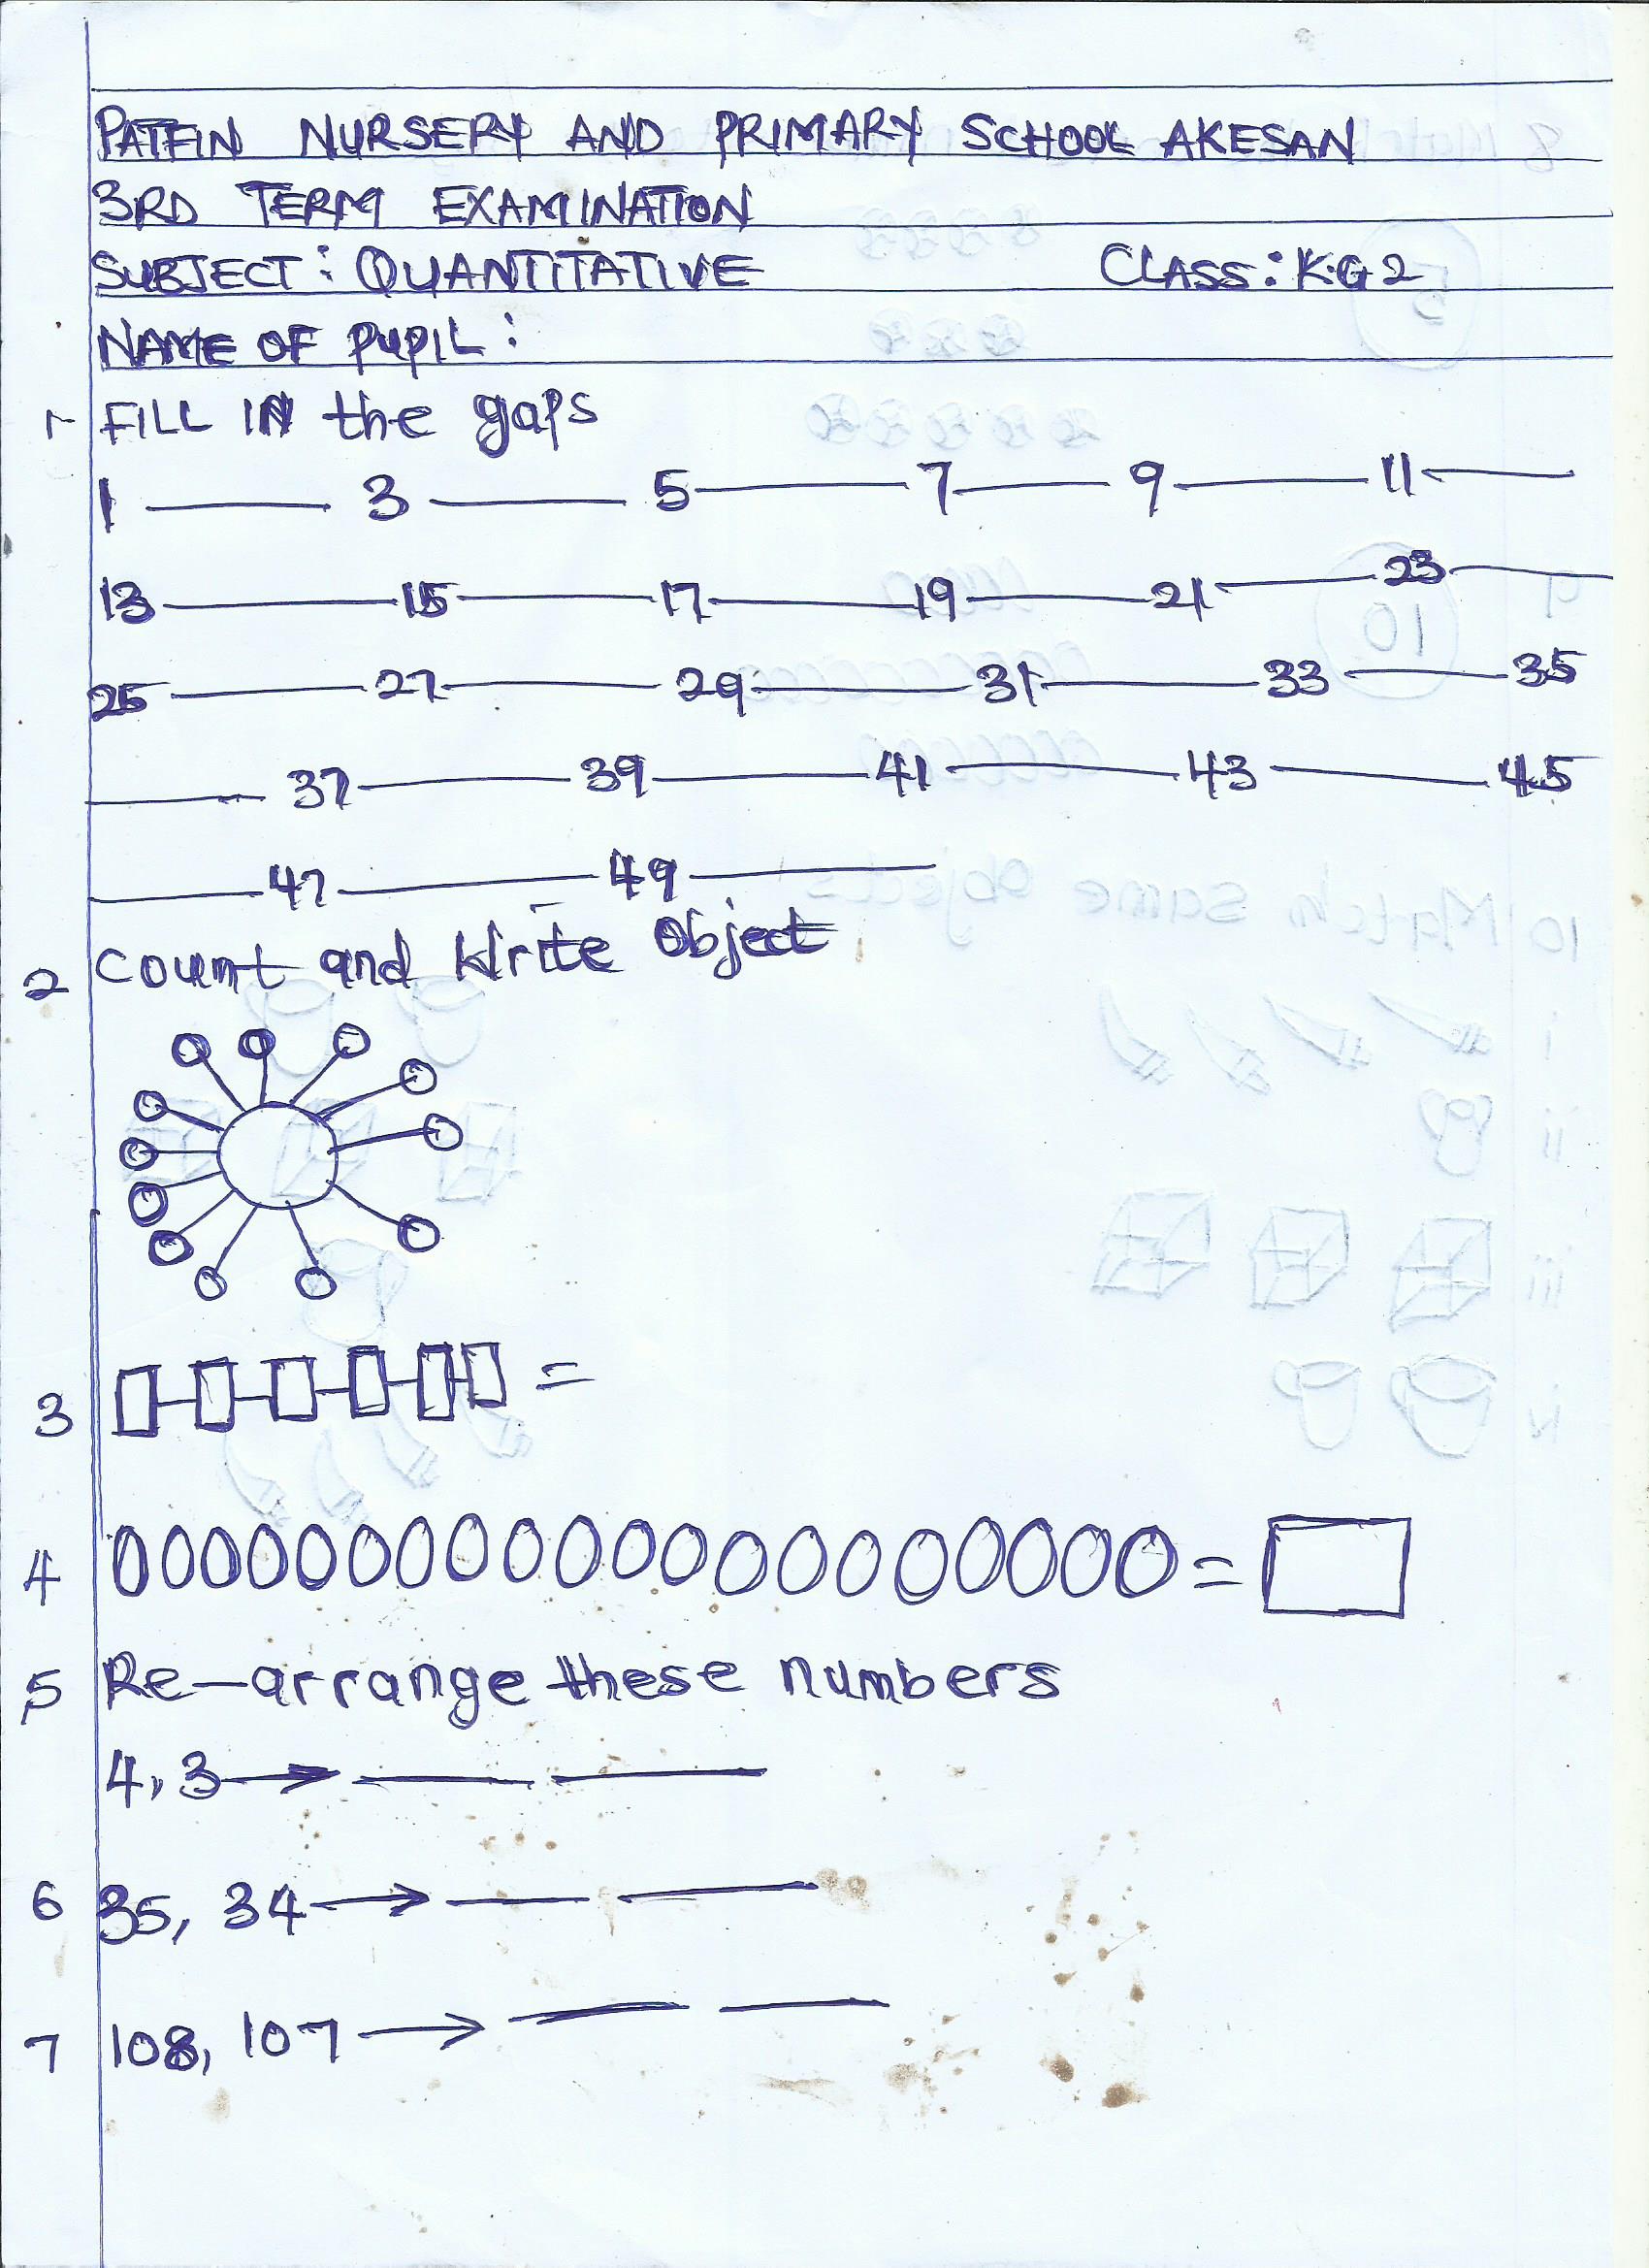 PATFIN NURSERY AND PRIMARY SCHOOL AKESAN
3RD TERM EXAMINATION
SUBJECT: QUANTITATIVE CLASS: K.G 2
NAME OF PUPIL:
1 FILL IN the gaps
1 ____ 3 ____ 5 ____ 7 ____ 9 ____ 11 ____
13 ____ 15 ____ 17 ____ 19 ____ 21 ____ 23 ____
25 ____ 27 ____ 29 ____ 31 ____ 33 ____ 35
____ 37 ____ 39 ____ 41 ____ 43 ____ 45
____ 47 ____ 49 ____
2 Count and Write Object
3 =
4 =
5 Re-arrange these numbers
4, 3 → ____ ____
6 35, 34 → ____ ____
7 108, 107 → ____ ____